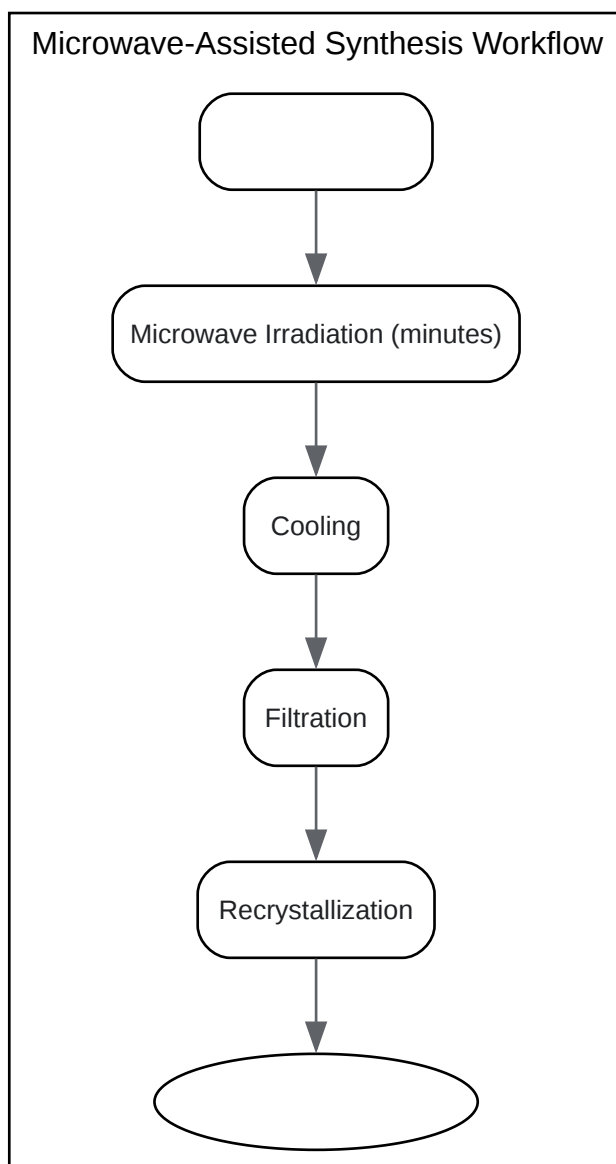 Microwave-Assisted Synthesis Workflow
Microwave Irradiation (minutes)
Cooling
Filtration
Recrystallization